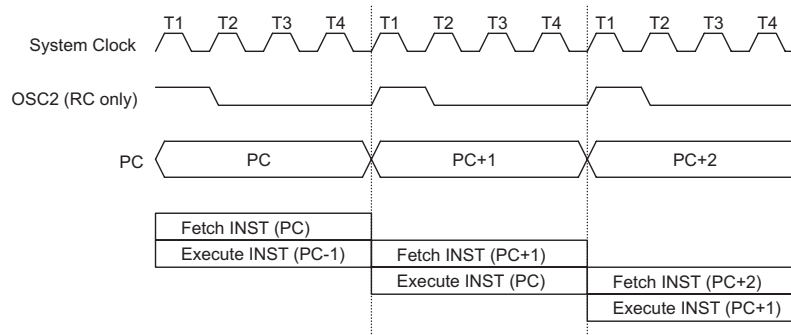 T1 T2 T3 T4 T1 T2 T3 T4 T1 T2 T3 T4
System Clock
OSC2 (RC only)
PC PC PC+1 PC+2
Fetch INST (PC)
Execute INST (PC-1) Fetch INST (PC+1)
Execute INST (PC) Fetch INST (PC+2)
Execute INST (PC+1)